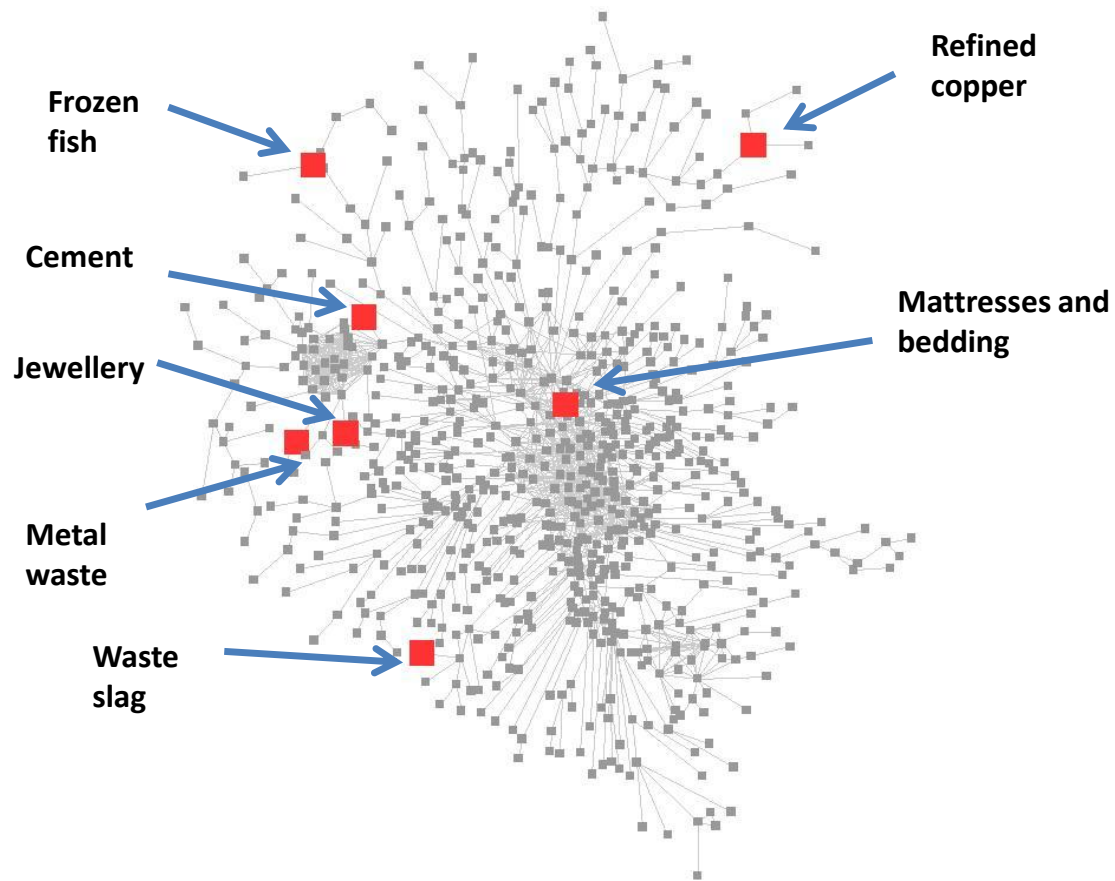 Refined
copper
Frozen
fish
Cement
Mattresses and
bedding
Jewellery
Metal
waste
Waste
slag